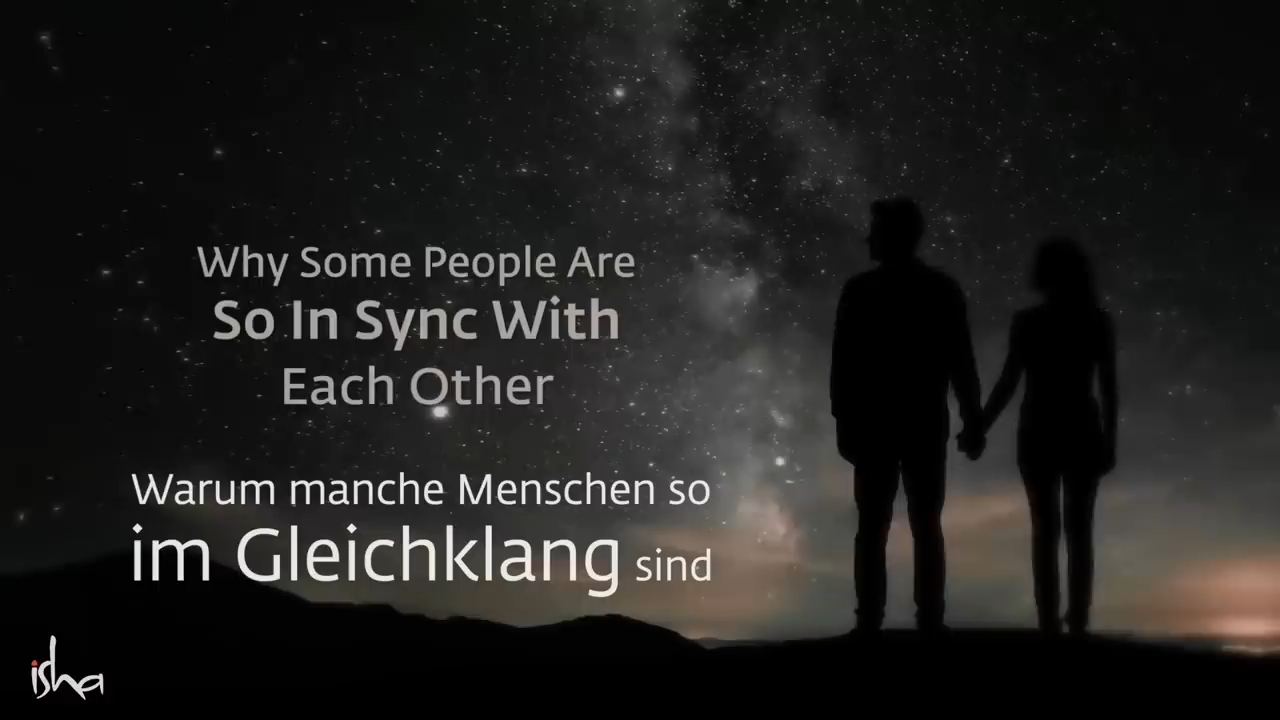 Why Some People Are
So In Sync With
Each Other
Warum manche Menschen so
im Gleichklang sind
isha